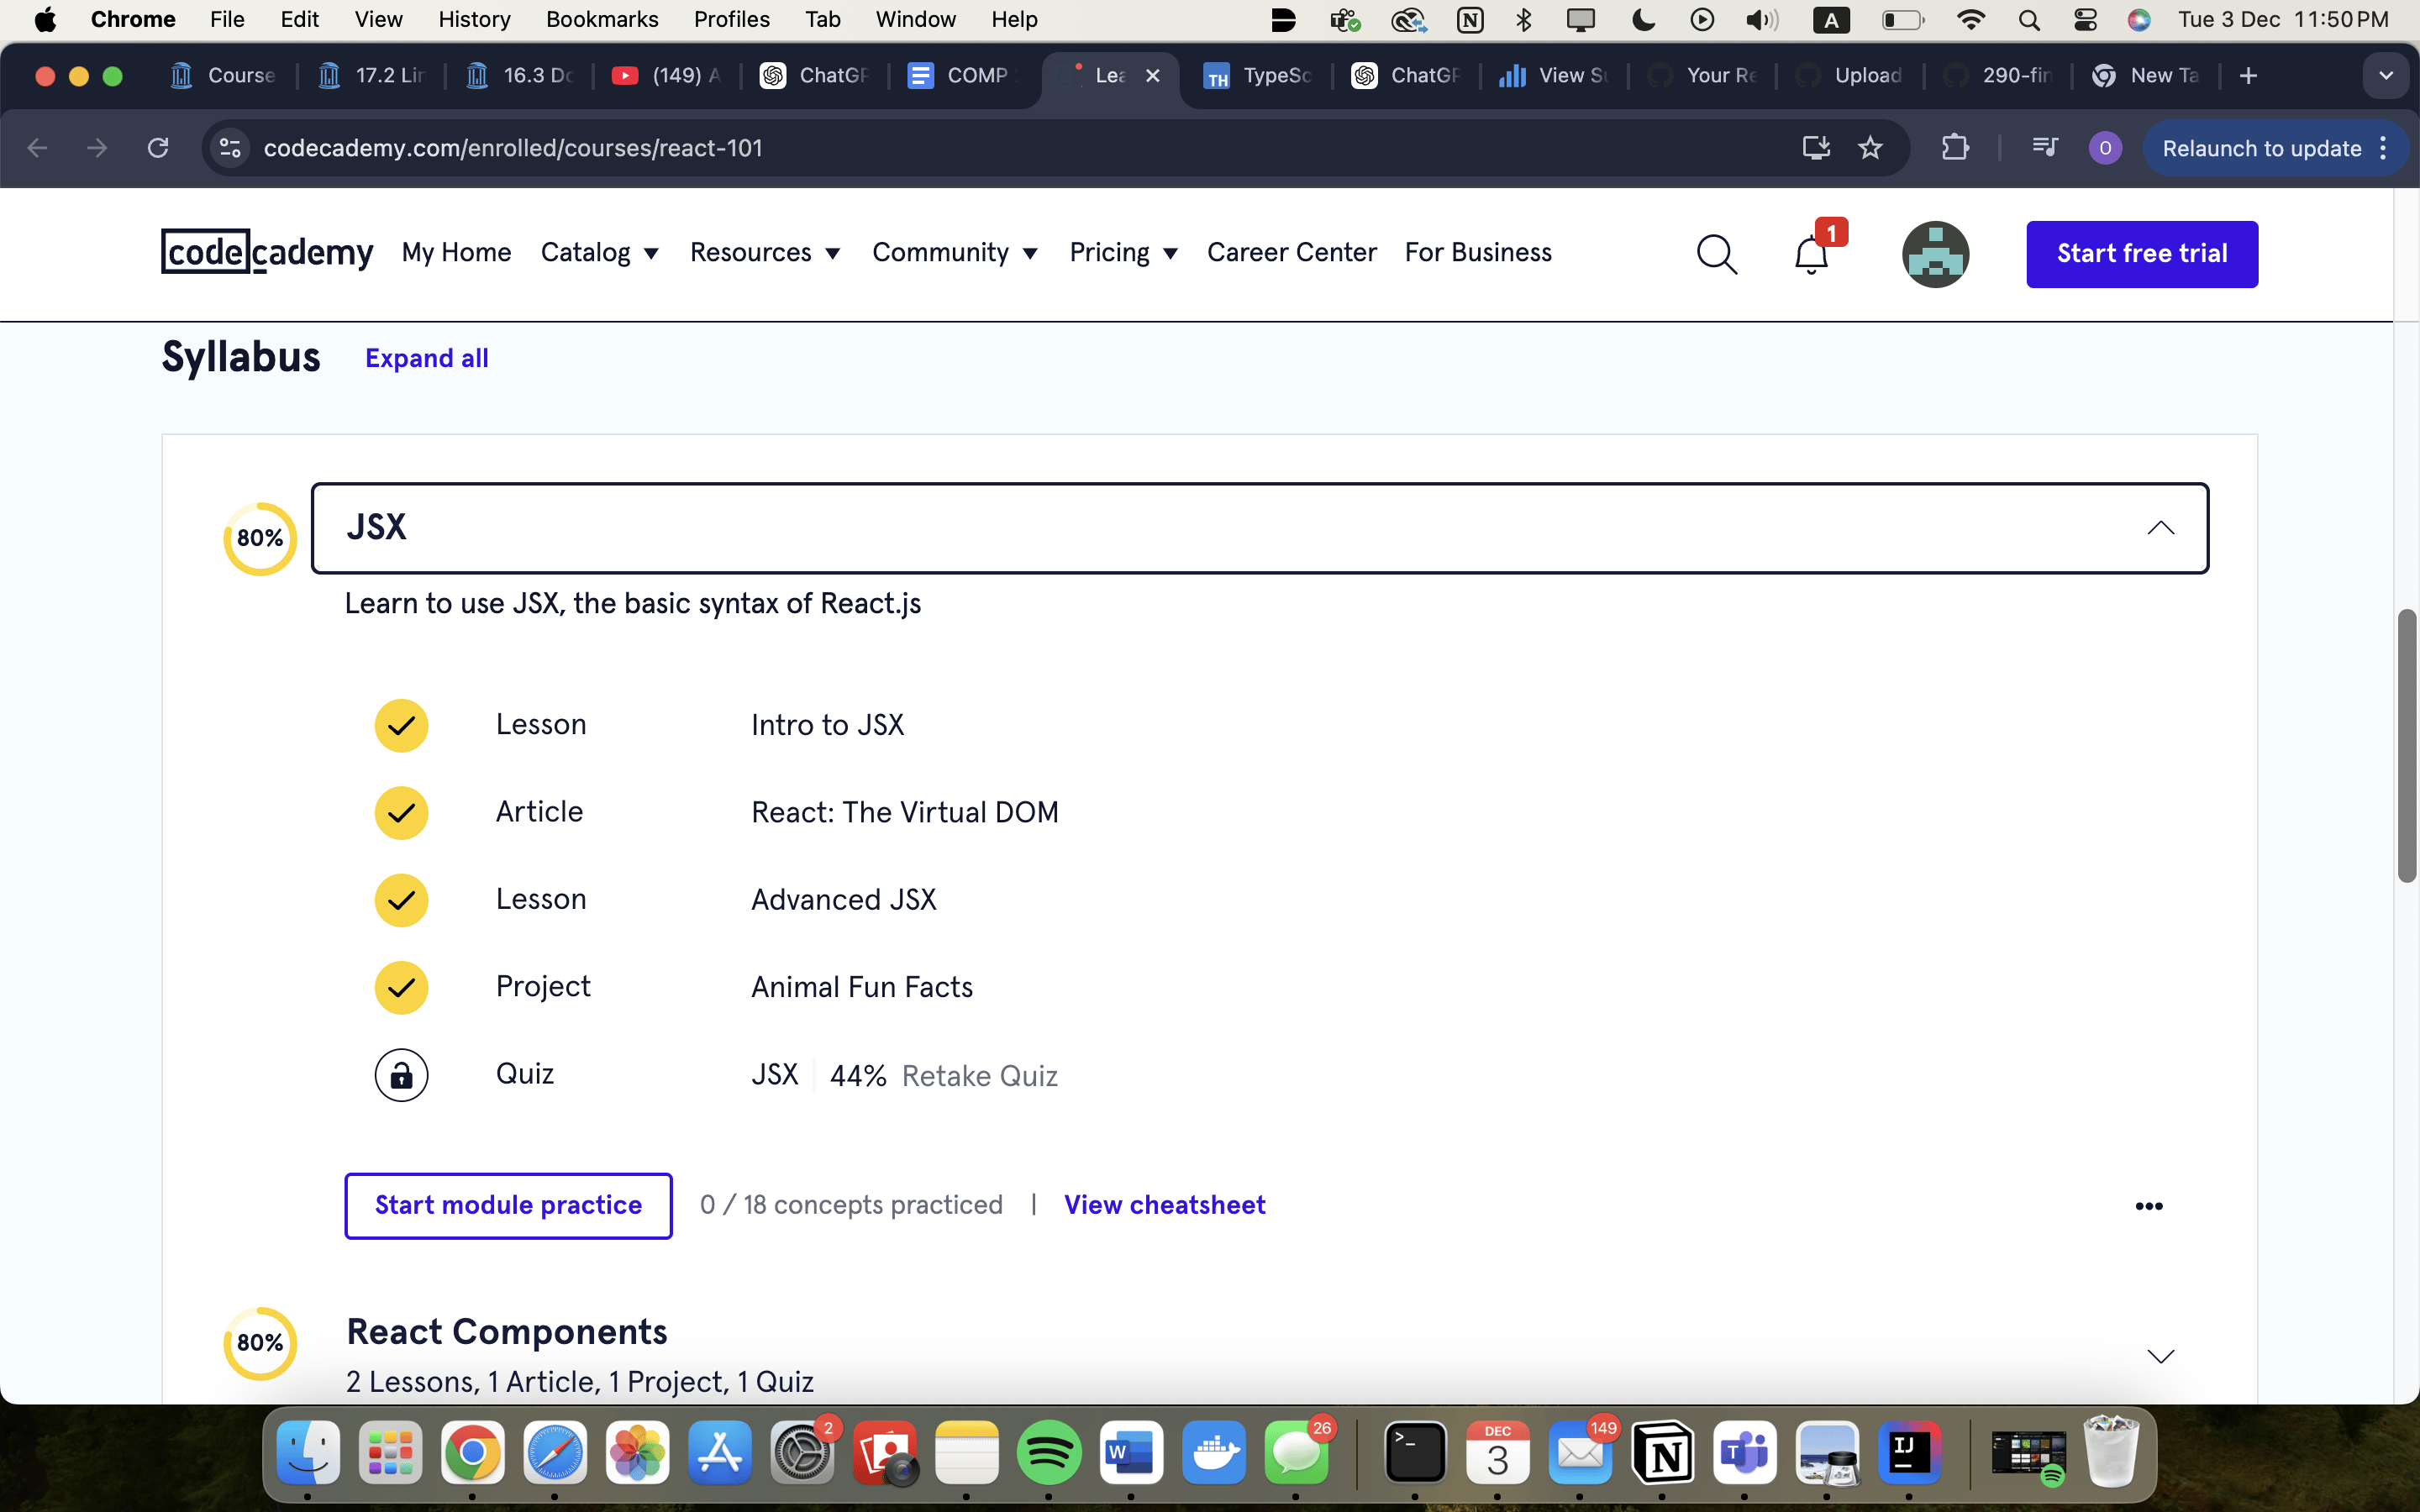 Chrome File Edit View History Bookmarks Profiles Tab Window Help A Tue 3 Dec 11:50 PM
Course 17.2 Lir 16.3 Do (149) A ChatGP COMP Lea TH TypeSc ChatGP View Su Your Re Upload 290-fin New Ta
codecademy.com/enrolled/courses/react-101 O Relaunch to update
codecademy My Home Catalog Resources Community Pricing Career Center For Business 1 Start free trial
Syllabus Expand all
80% JSX
Learn to use JSX, the basic syntax of React.js
Lesson Intro to JSX
Article React: The Virtual DOM
Lesson Advanced JSX
Project Animal Fun Facts
Quiz JSX 44% Retake Quiz
Start module practice 0 / 18 concepts practiced | View cheatsheet
80% React Components
2 Lessons, 1 Article, 1 Project, 1 Quiz
2 W 26 >_ DEC 3 149 N T IJ